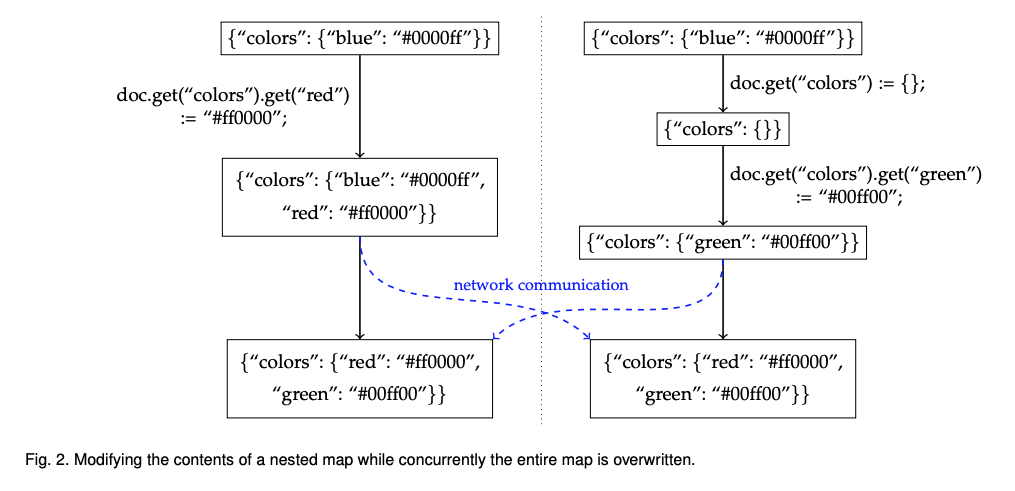 {“colors”: {“blue”: “#0000ff”}}
doc.get(“colors”).get(“red”)
:= “#ff0000”;
{“colors”: {“blue”: “#0000ff”,
“red”: “#ff0000”}}
{“colors”: {“blue”: “#0000ff”}}
doc.get(“colors”) := {};
{“colors”: {}}
doc.get(“colors”).get(“green”)
:= “#00ff00”;
{“colors”: {“green”: “#00ff00”}}
network communication
{“colors”: {“red”: “#ff0000”,
“green”: “#00ff00”}}
{“colors”: {“red”: “#ff0000”,
“green”: “#00ff00”}}
Fig. 2. Modifying the contents of a nested map while concurrently the entire map is overwritten.